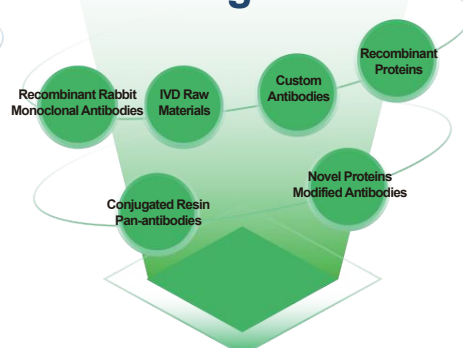 Recombinant Rabbit
Monoclonal Antibodies
IVD Raw
Materials
Custom
Antibodies
Recombinant
Proteins
Conjugated Resin
Pan-antibodies
Novel Proteins
Modified Antibodies